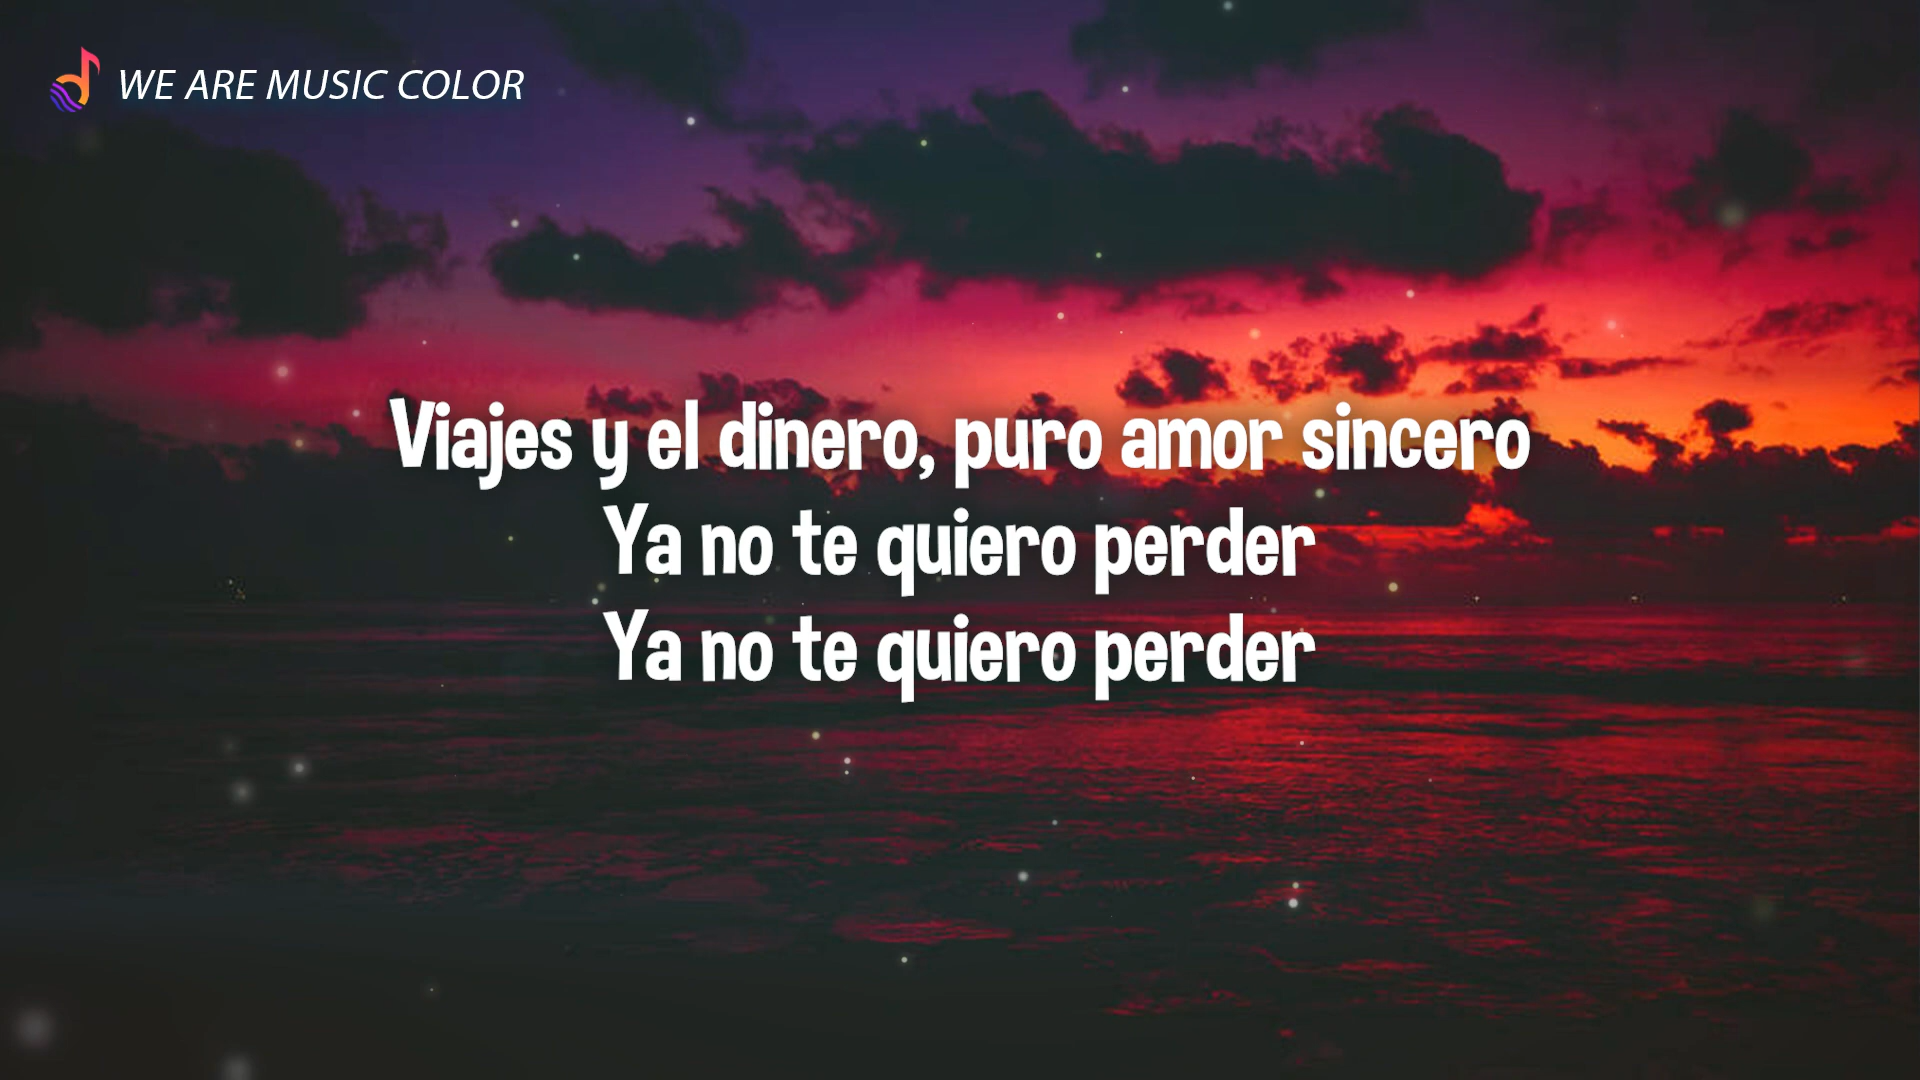 WE ARE MUSIC COLOR
Viajes y el dinero, puro amor sincero
Ya no te quiero perder
Ya no te quiero perder